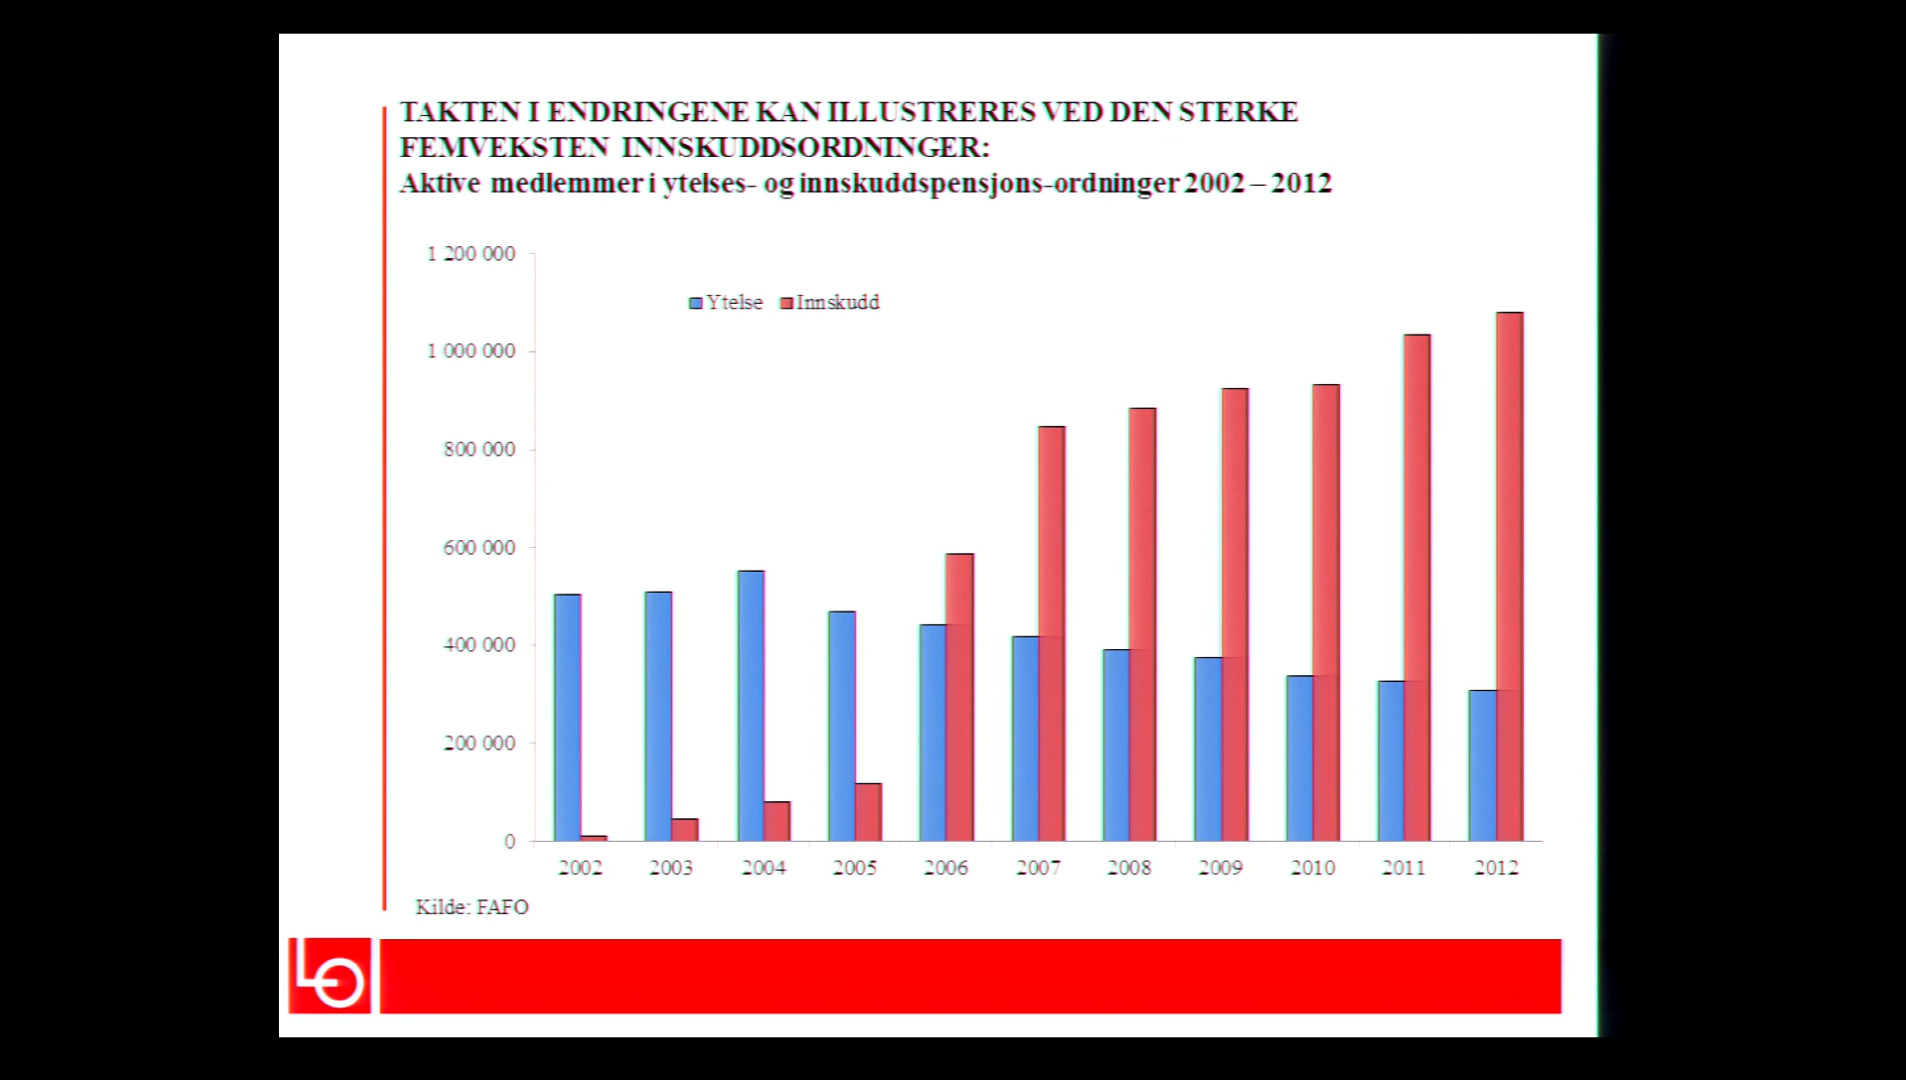 TAKTEN I ENDRINGENE KAN ILLUSTRERES VED DEN STERKE
FEMVEKSTEN INNSKUDDSORDNINGER:
Aktive medlemmer i ytelses- og innskuddspensjons-ordninger 2002 – 2012
1 200 000
Ytelse Innskudd
1 000 000
800 000
600 000
400 000
200 000
0
2002 2003 2004 2005 2006 2007 2008 2009 2010 2011 2012
Kilde: FAFO
LO